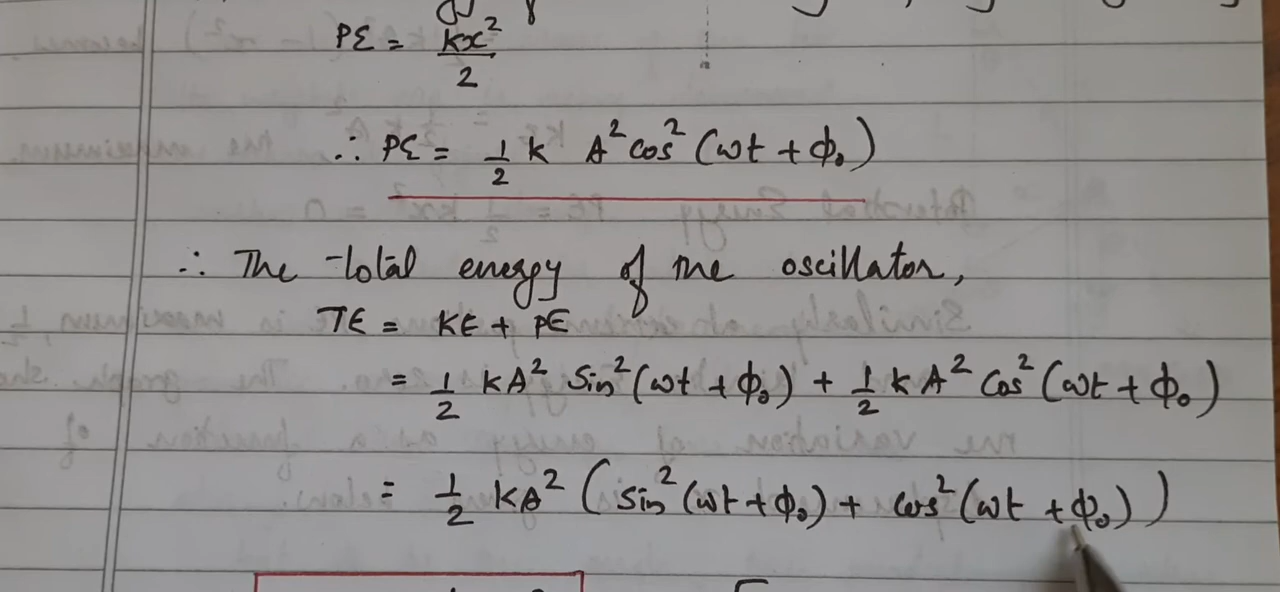 PE = kx²/2
∴ PE = 1/2 k A² cos² (ωt + φ₀)
∴ The total energy of the oscillator,
TE = KE + PE
= 1/2 kA² Sin² (ωt + φ₀) + 1/2 k A² Cos² (ωt + φ₀)
= 1/2 kA² (Sin² (ωt + φ₀) + cos² (ωt + φ₀))